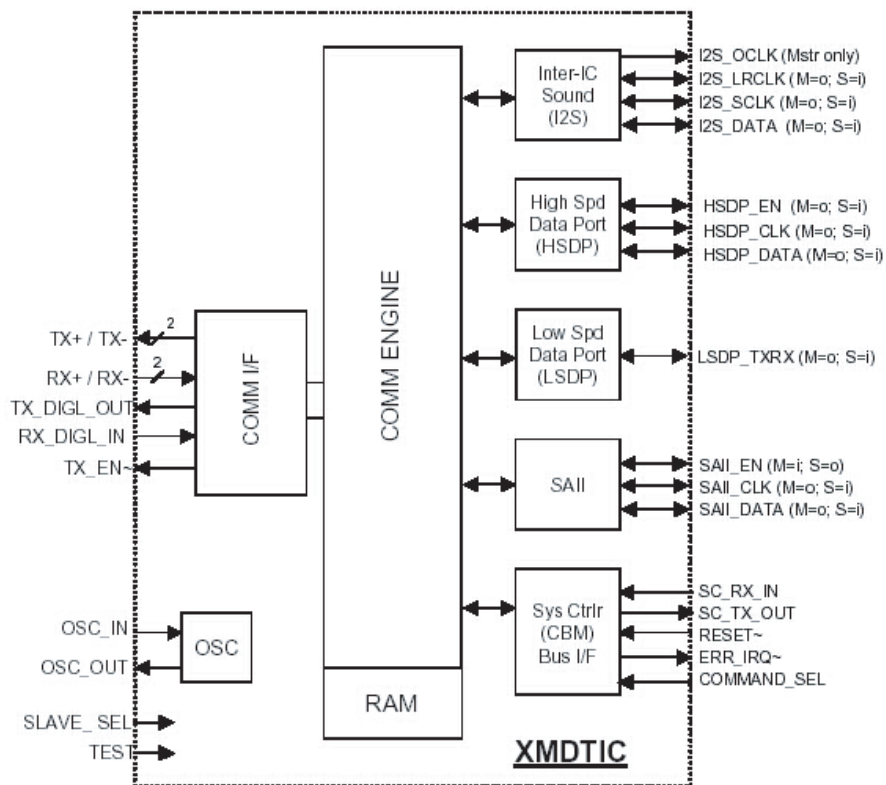 I2S_OCLK (Mstr only)
I2S_LRCLK (M=o; S=i)
I2S_SCLK (M=o; S=i)
I2S_DATA (M=o; S=i)
Inter-IC
Sound
(I2S)
HSDP_EN (M=o; S=i)
HSDP_CLK (M=o; S=i)
HSDP_DATA (M=o; S=i)
High Spd
Data Port
(HSDP)
LSDP_TXRX (M=o; S=i)
Low Spd
Data Port
(LSDP)
SAII_EN (M=i; S=o)
SAII_CLK (M=o; S=i)
SAII_DATA (M=o; S=i)
SAII
SC_RX_IN
SC_TX_OUT
RESET~
ERR_IRQ~
COMMAND_SEL
Sys Ctrlr
(CBM)
Bus I/F
COMM ENGINE
RAM
COMM I/F
TX+ / TX-
2
RX+ / RX-
2
TX_DIGL_OUT
RX_DIGL_IN
TX_EN~
OSC_IN
OSC_OUT
OSC
SLAVE_ SEL
TEST
XMDTIC